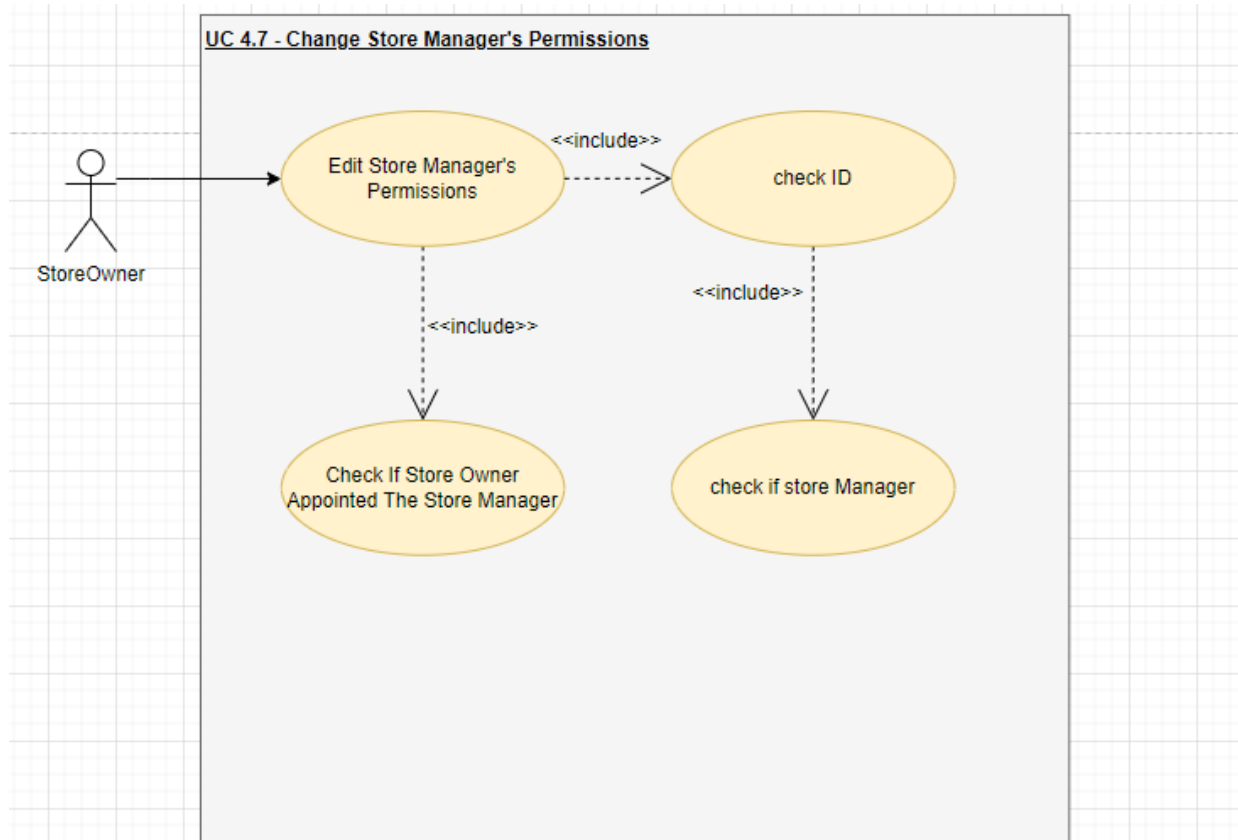 UC 4.7 - Change Store Manager's Permissions
<<include>>
Edit Store Manager's
Permissions
check ID
StoreOwner
<<include>>
<<include>>
Check If Store Owner
Appointed The Store Manager
check if store Manager